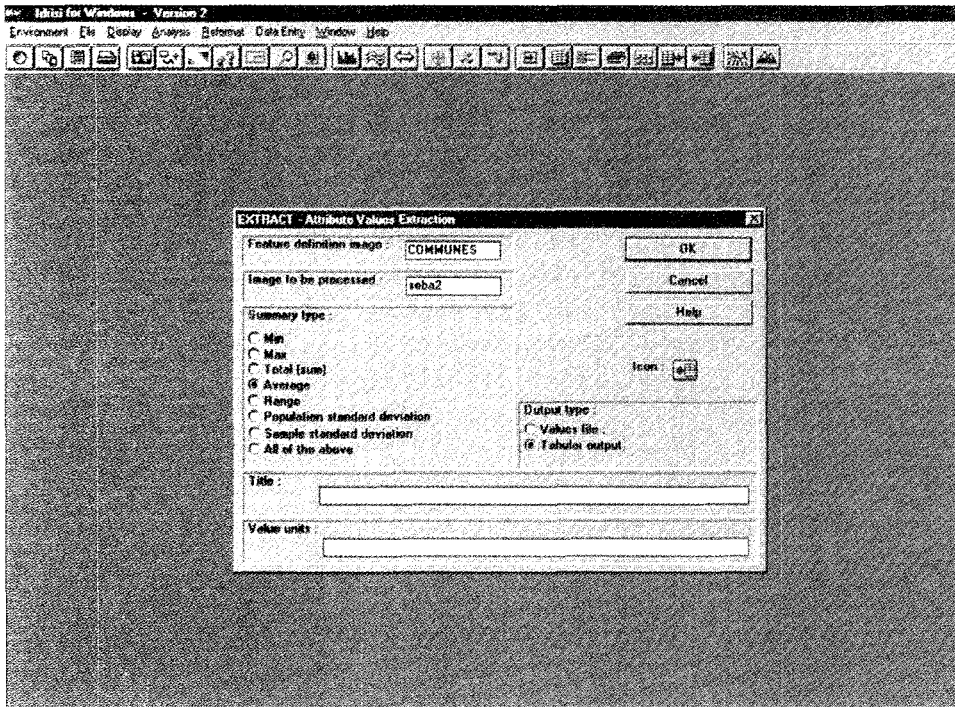 Idrisi for Windows - Version 2
Environment File Display Analysis Reformat Data Entry Window Help
EXTRACT - Attribute Values Extraction
Feature definition image : COMMUNES
OK
Image to be processed : seba2
Cancel
Help
Summary type :
Min
Max
Total (sum)
Average
Range
Population standard deviation
Sample standard deviation
All of the above
Icon :
Output type :
Values file :
Tabular output
Title :
Value units :